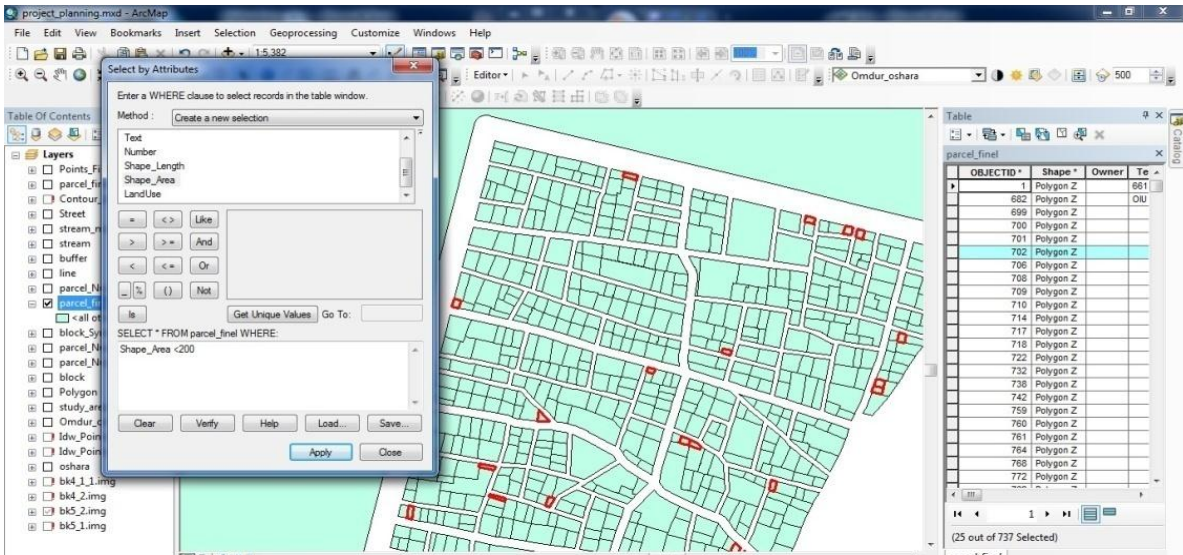 project_planning.mxd - ArcMap
File Edit View Bookmarks Insert Selection Geoprocessing Customize Windows Help
1:5,382
Select by Attributes
Editor
Omdur_oshara
500
Enter a WHERE clause to select records in the table window.
Method : Create a new selection
Text
Number
Shape_Length
Shape_Area
LandUse
= < > Like
> > = And
< < = Or
_ % () Not
Is
Get Unique Values Go To:
SELECT * FROM parcel_finel WHERE:
Shape_Area <200
Clear Verify Help Load... Save...
Apply Close
Table Of Contents
Layers
Points_Fi
parcel_fin
Contour_
Street
stream_m
stream
buffer
line
parcel_N
parcel_fi
<all ot
block_Sy
parcel_N
parcel_N
block
Polygon
study_are
Omdur_o
Idw_Poin
Idw_Poin
oshara
bk4_1_1.img
bk4_2.img
bk5_2.img
bk5_1.img
Table
Catalog
parcel_finel
OBJECTID * Shape * Owner Te
1 Polygon Z 661
682 Polygon Z OIU
699 Polygon Z
700 Polygon Z
701 Polygon Z
702 Polygon Z
706 Polygon Z
708 Polygon Z
709 Polygon Z
710 Polygon Z
714 Polygon Z
717 Polygon Z
718 Polygon Z
722 Polygon Z
732 Polygon Z
738 Polygon Z
742 Polygon Z
759 Polygon Z
760 Polygon Z
761 Polygon Z
764 Polygon Z
768 Polygon Z
772 Polygon Z
1
(25 out of 737 Selected)